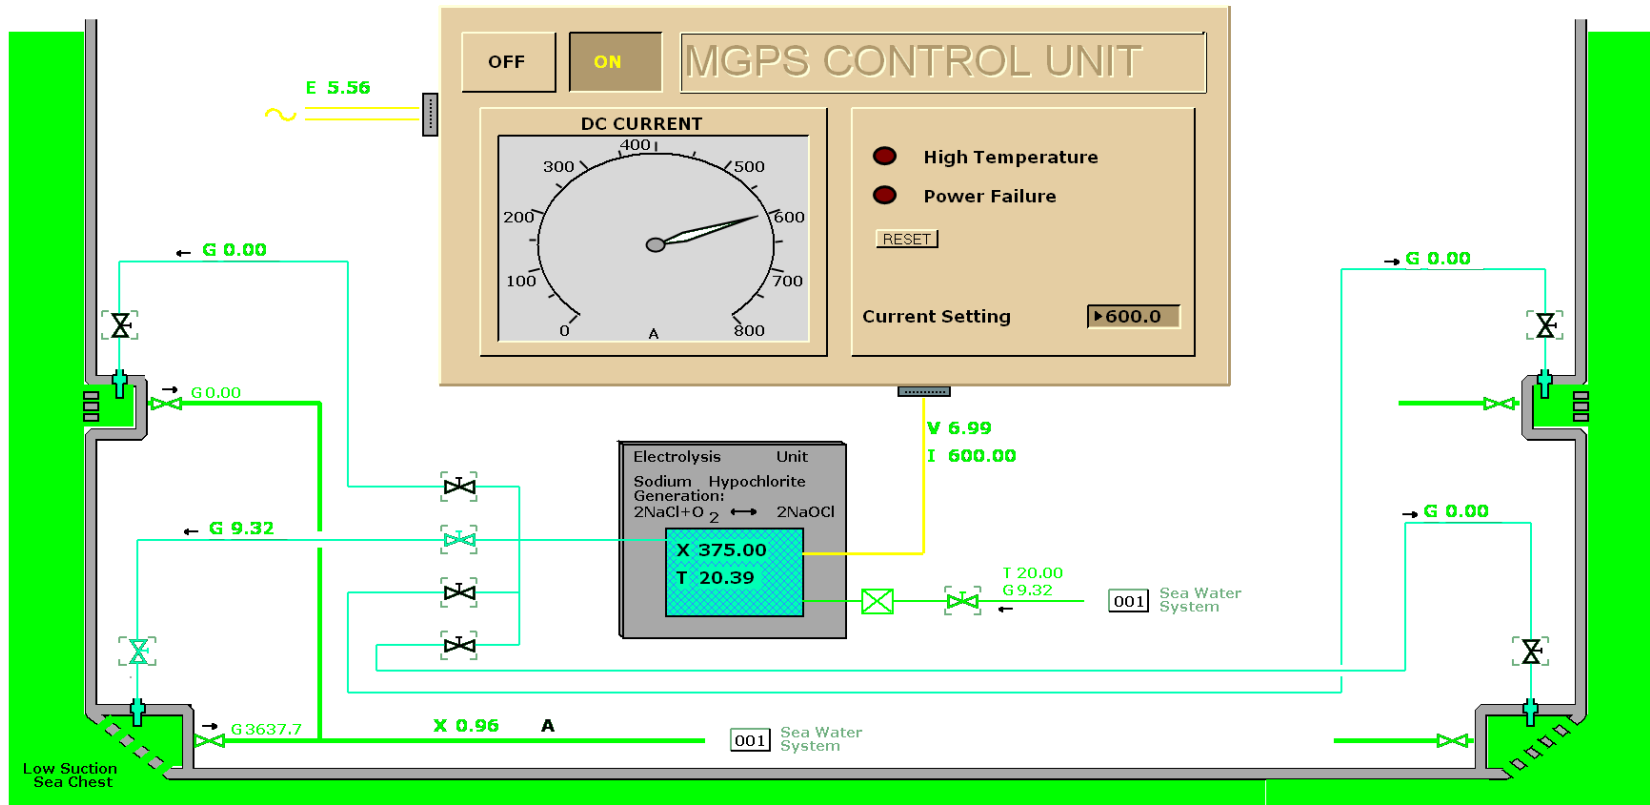 OFF
ON
MGPS CONTROL UNIT
E 5.56
DC CURRENT
0
100
200
300
400
500
600
700
800
A
High Temperature
Power Failure
RESET
Current Setting
600.0
G 0.00
G 0.00
G 0.00
V 6.99
I 600.00
Electrolysis Unit
Sodium Hypochlorite
Generation:
2NaCl+O2 ↔ 2NaOCl
X 375.00
T 20.39
G 9.32
G 0.00
T 20.00
G 9.32
001
Sea Water
System
G3637.7
X 0.96
A
001
Sea Water
System
Low Suction
Sea Chest